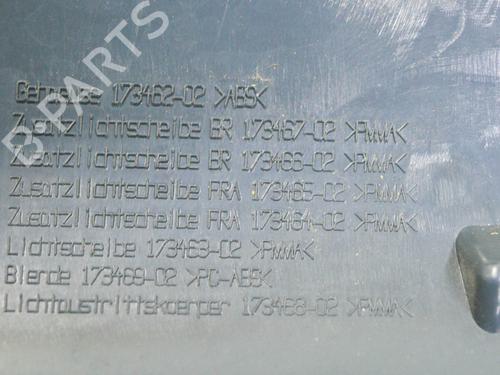 B PARTS
Gehaeuse 173462-02 >ABS<
Zusatzlichtscheibe BR 173467-02 >PMMA<
Zusatzlichtscheibe BR 173466-02 >PMMA<
Zusatzlichtscheibe FRA 173465-02 >PMMA<
Zusatzlichtscheibe FRA 173464-02 >PMMA<
Lichtscheibe 173463-02 >PMMA<
Blende 173469-02 >PC-ABS<
Lichtaustrittskoerper 173468-02 >PMMA<